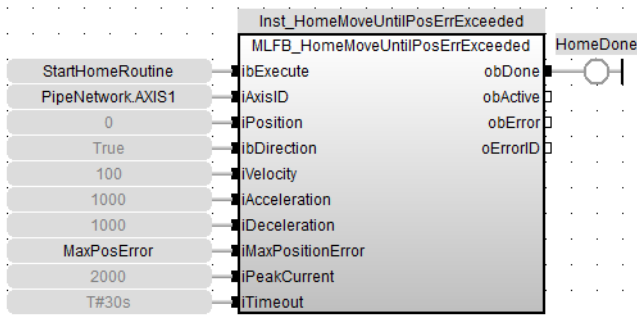 Inst_HomeMoveUntilPosErrExceeded
MLFB_HomeMoveUntilPosErrExceeded HomeDone
StartHomeRoutine ibExecute obDone
PipeNetwork.AXIS1 iAxisID obActive
0 iPosition obError
True ibDirection oErrorID
100 iVelocity
1000 iAcceleration
1000 iDeceleration
MaxPosError iMaxPositionError
2000 iPeakCurrent
T#30s iTimeout